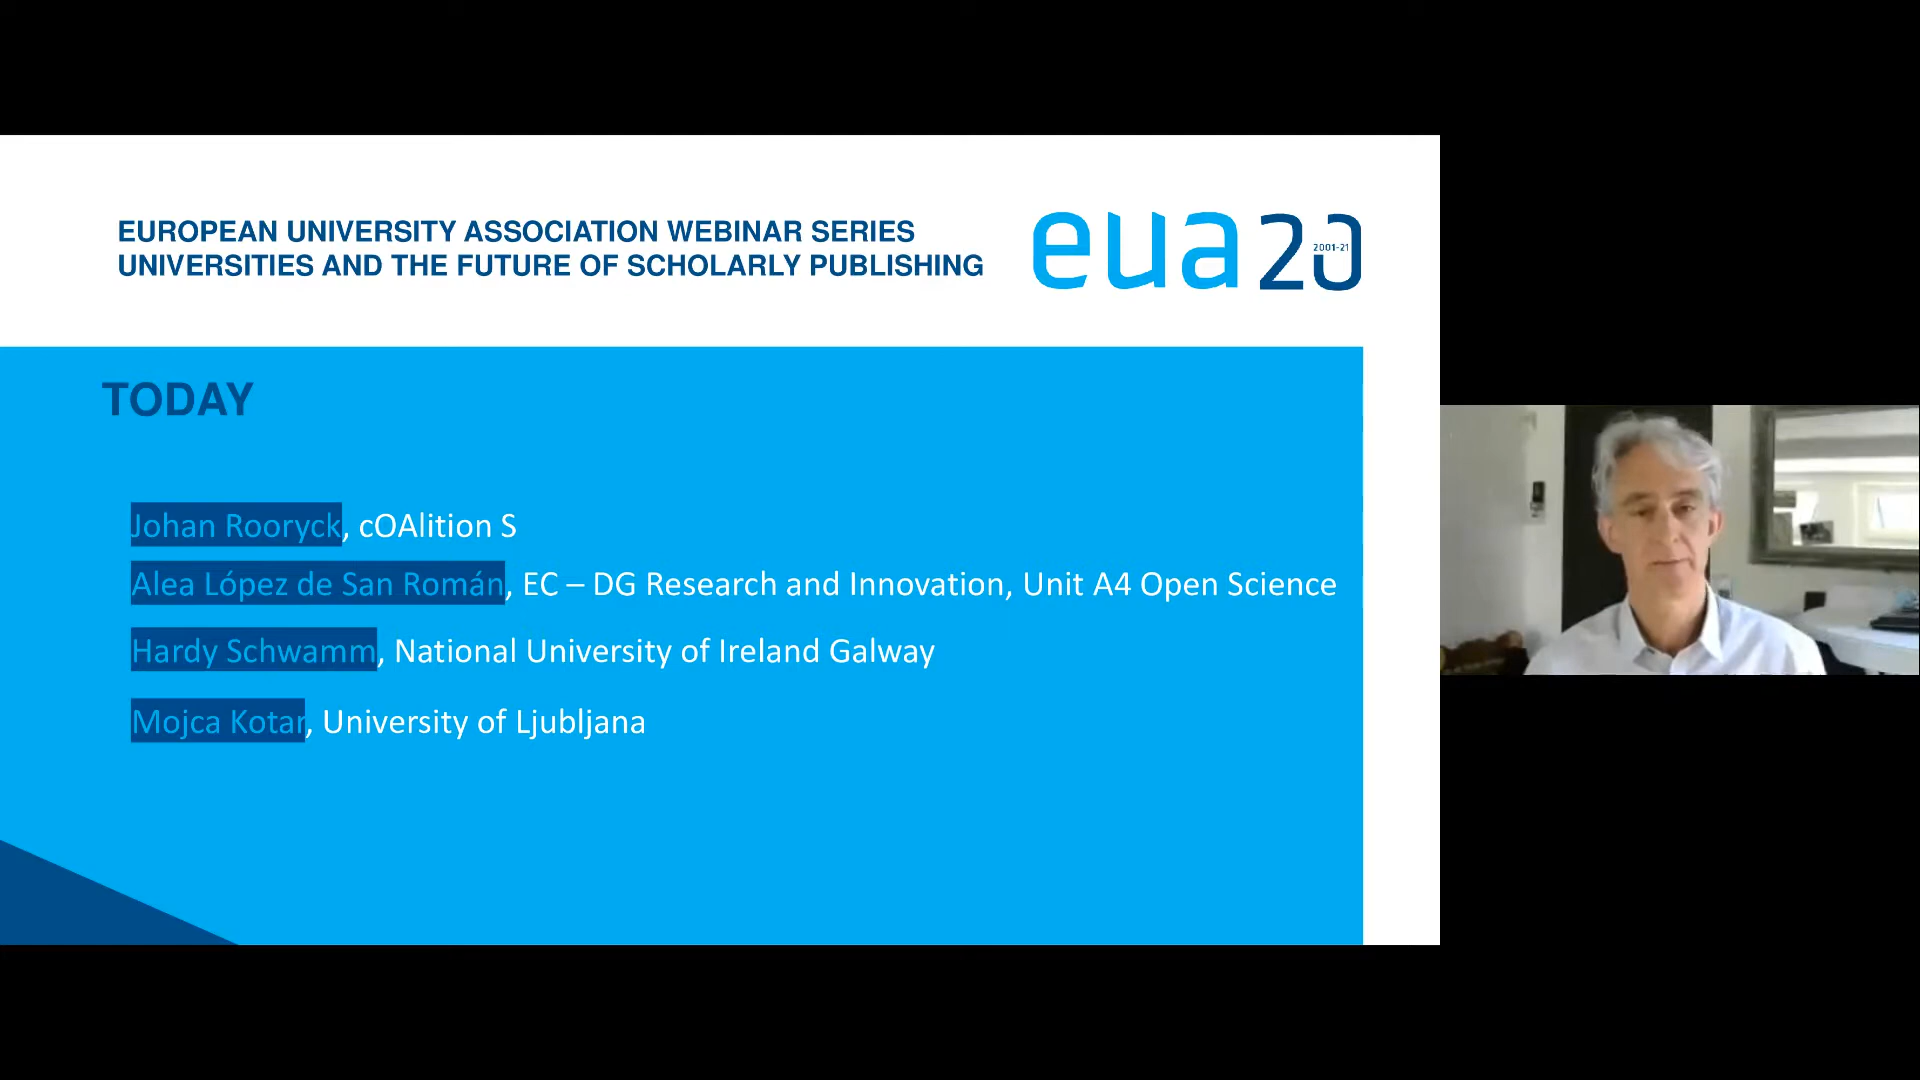 EUROPEAN UNIVERSITY ASSOCIATION WEBINAR SERIES
UNIVERSITIES AND THE FUTURE OF SCHOLARLY PUBLISHING
eua 20
2001-21
TODAY
Johan Rooryck, cOAlition S
Alea López de San Román, EC – DG Research and Innovation, Unit A4 Open Science
Hardy Schwamm, National University of Ireland Galway
Mojca Kotar, University of Ljubljana